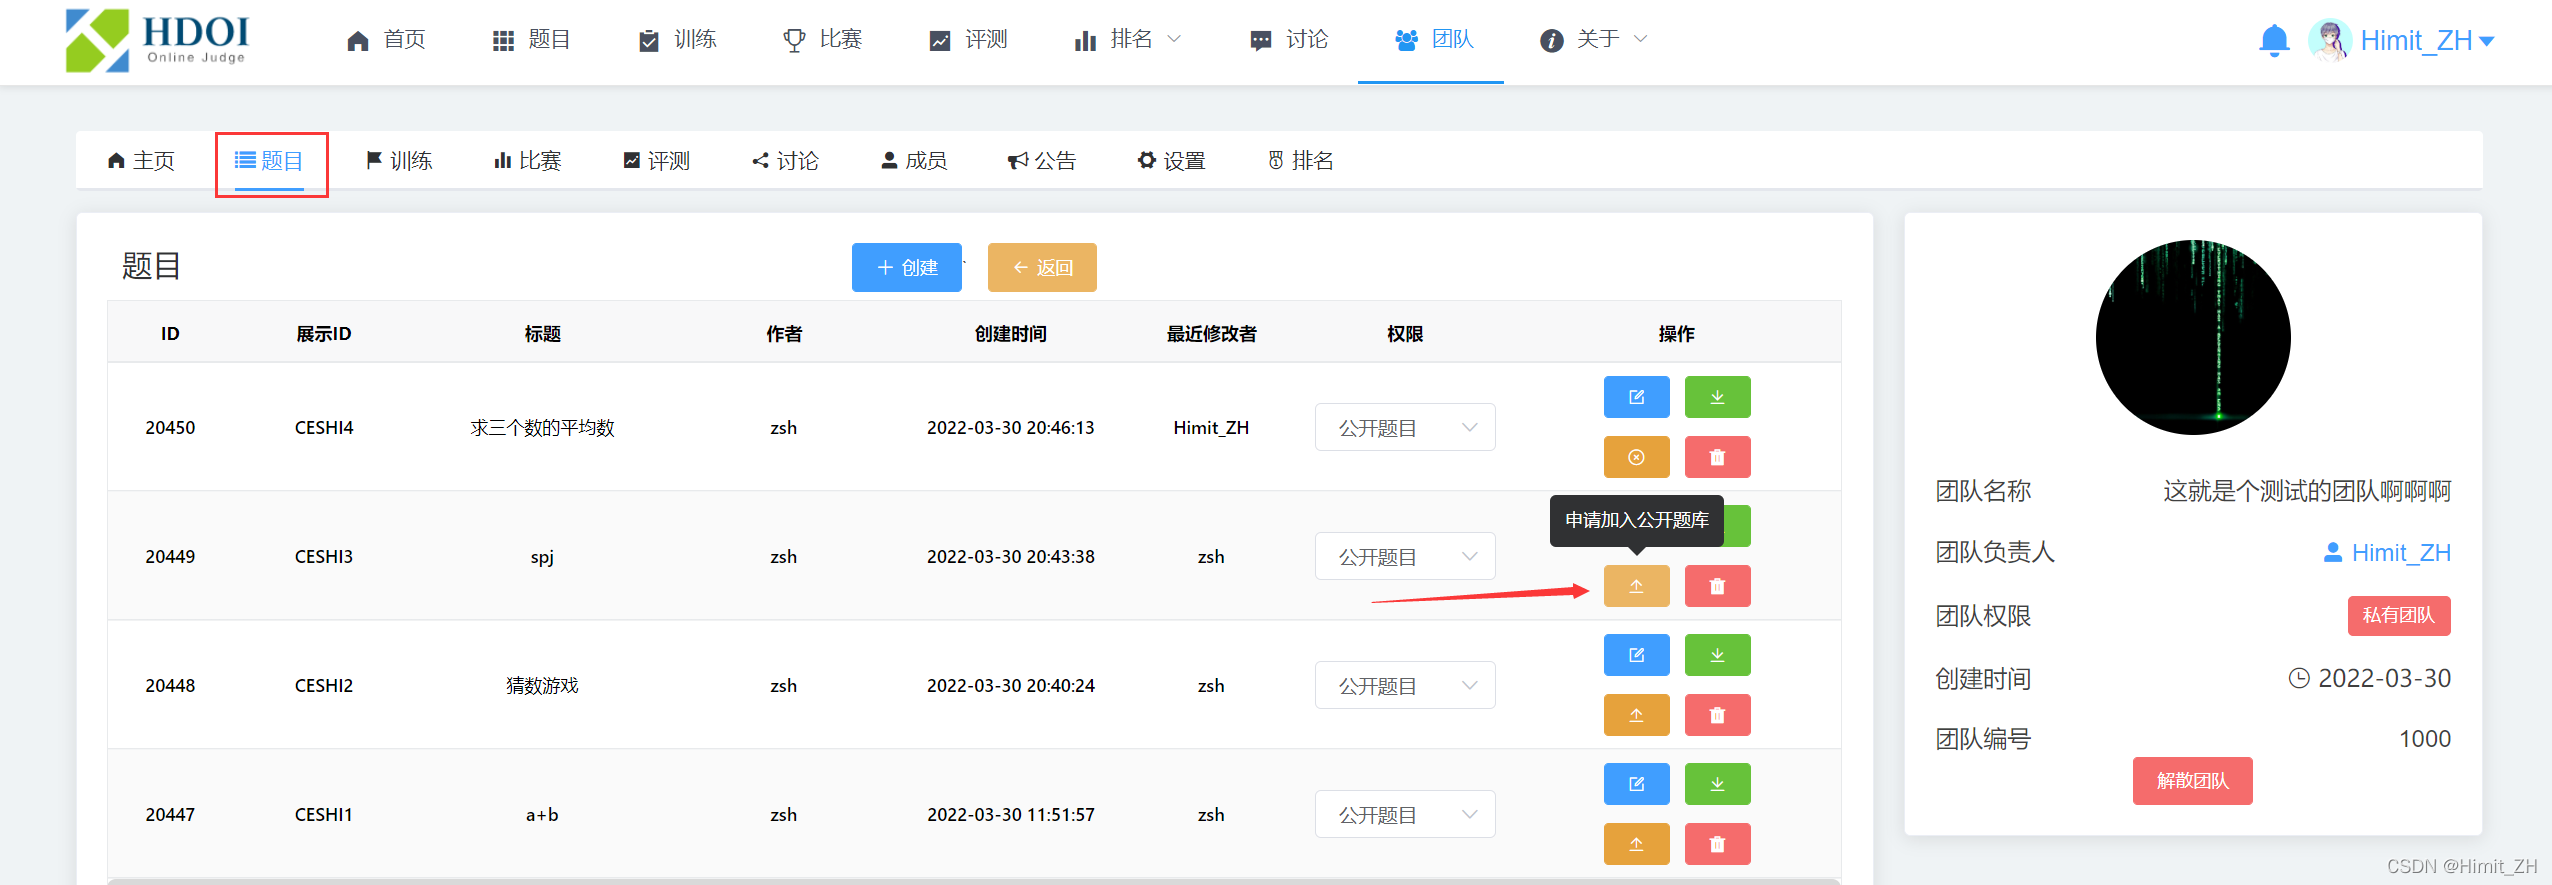 HDOI
Online Judge
首页 题目 训练 比赛 评测 排名 讨论 团队 关于 Himit_ZH
主页 题目 训练 比赛 评测 讨论 成员 公告 设置 排名
题目 创建 ` 返回
ID 展示ID 标题 作者 创建时间 最近修改者 权限 操作
20450 CESHI4 求三个数的平均数 zsh 2022-03-30 20:46:13 Himit_ZH 公开题目
申请加入公开题库
20449 CESHI3 spj zsh 2022-03-30 20:43:38 zsh 公开题目
20448 CESHI2 猜数游戏 zsh 2022-03-30 20:40:24 zsh 公开题目
20447 CESHI1 a+b zsh 2022-03-30 11:51:57 zsh 公开题目
团队名称 这就是个测试的团队啊啊啊
团队负责人 Himit_ZH
团队权限 私有团队
创建时间 2022-03-30
团队编号 1000
解散团队
CSDN @Himit_ZH